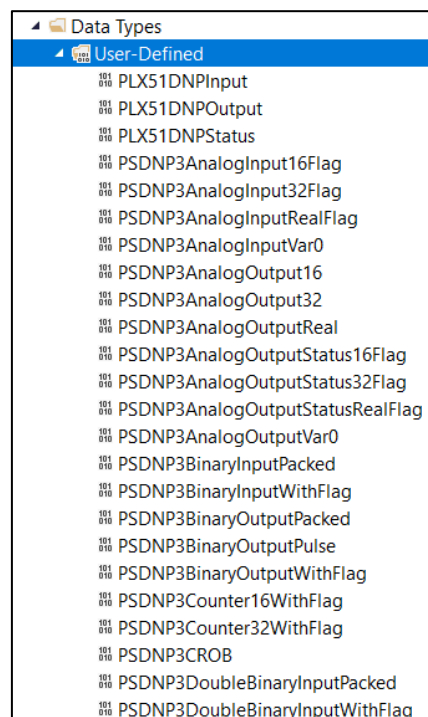 Data Types
User-Defined
PLX51DNPInput
PLX51DNPOutput
PLX51DNPStatus
PSDNP3AnalogInput16Flag
PSDNP3AnalogInput32Flag
PSDNP3AnalogInputRealFlag
PSDNP3AnalogInputVar0
PSDNP3AnalogOutput16
PSDNP3AnalogOutput32
PSDNP3AnalogOutputReal
PSDNP3AnalogOutputStatus16Flag
PSDNP3AnalogOutputStatus32Flag
PSDNP3AnalogOutputStatusRealFlag
PSDNP3AnalogOutputVar0
PSDNP3BinaryInputPacked
PSDNP3BinaryInputWithFlag
PSDNP3BinaryOutputPacked
PSDNP3BinaryOutputPulse
PSDNP3BinaryOutputWithFlag
PSDNP3Counter16WithFlag
PSDNP3Counter32WithFlag
PSDNP3CROB
PSDNP3DoubleBinaryInputPacked
PSDNP3DoubleBinaryInputWithFlag